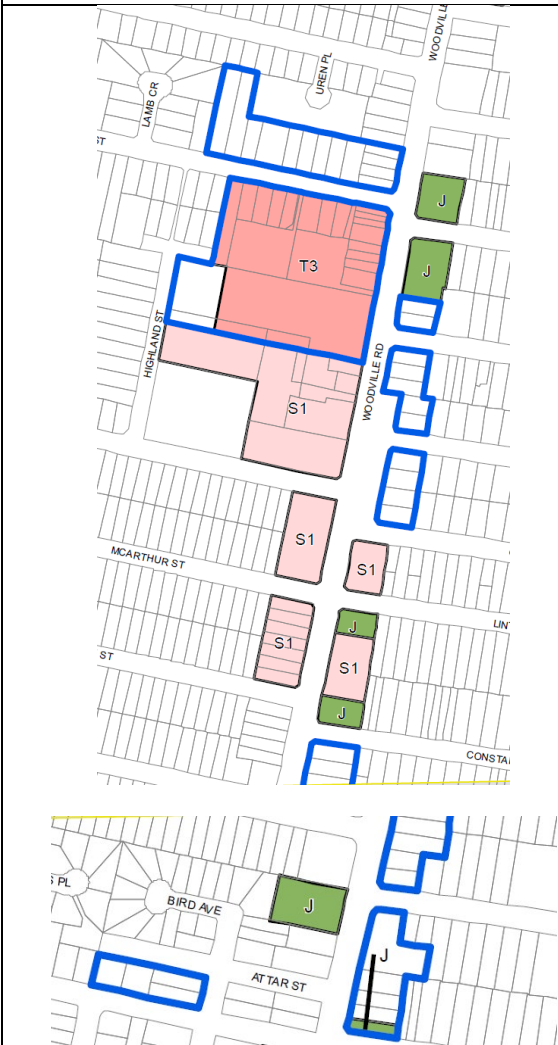 WOODVILLE
UREN PL
LAMB CR
ST
J
J
T3
HIGHLAND ST
WOODVILLE RD
S1
S1
S1
MCARTHUR ST
LIN
J
S1
S1
ST
J
CONSTA
S PL
J
BIRD AVE
J
ATTAR ST